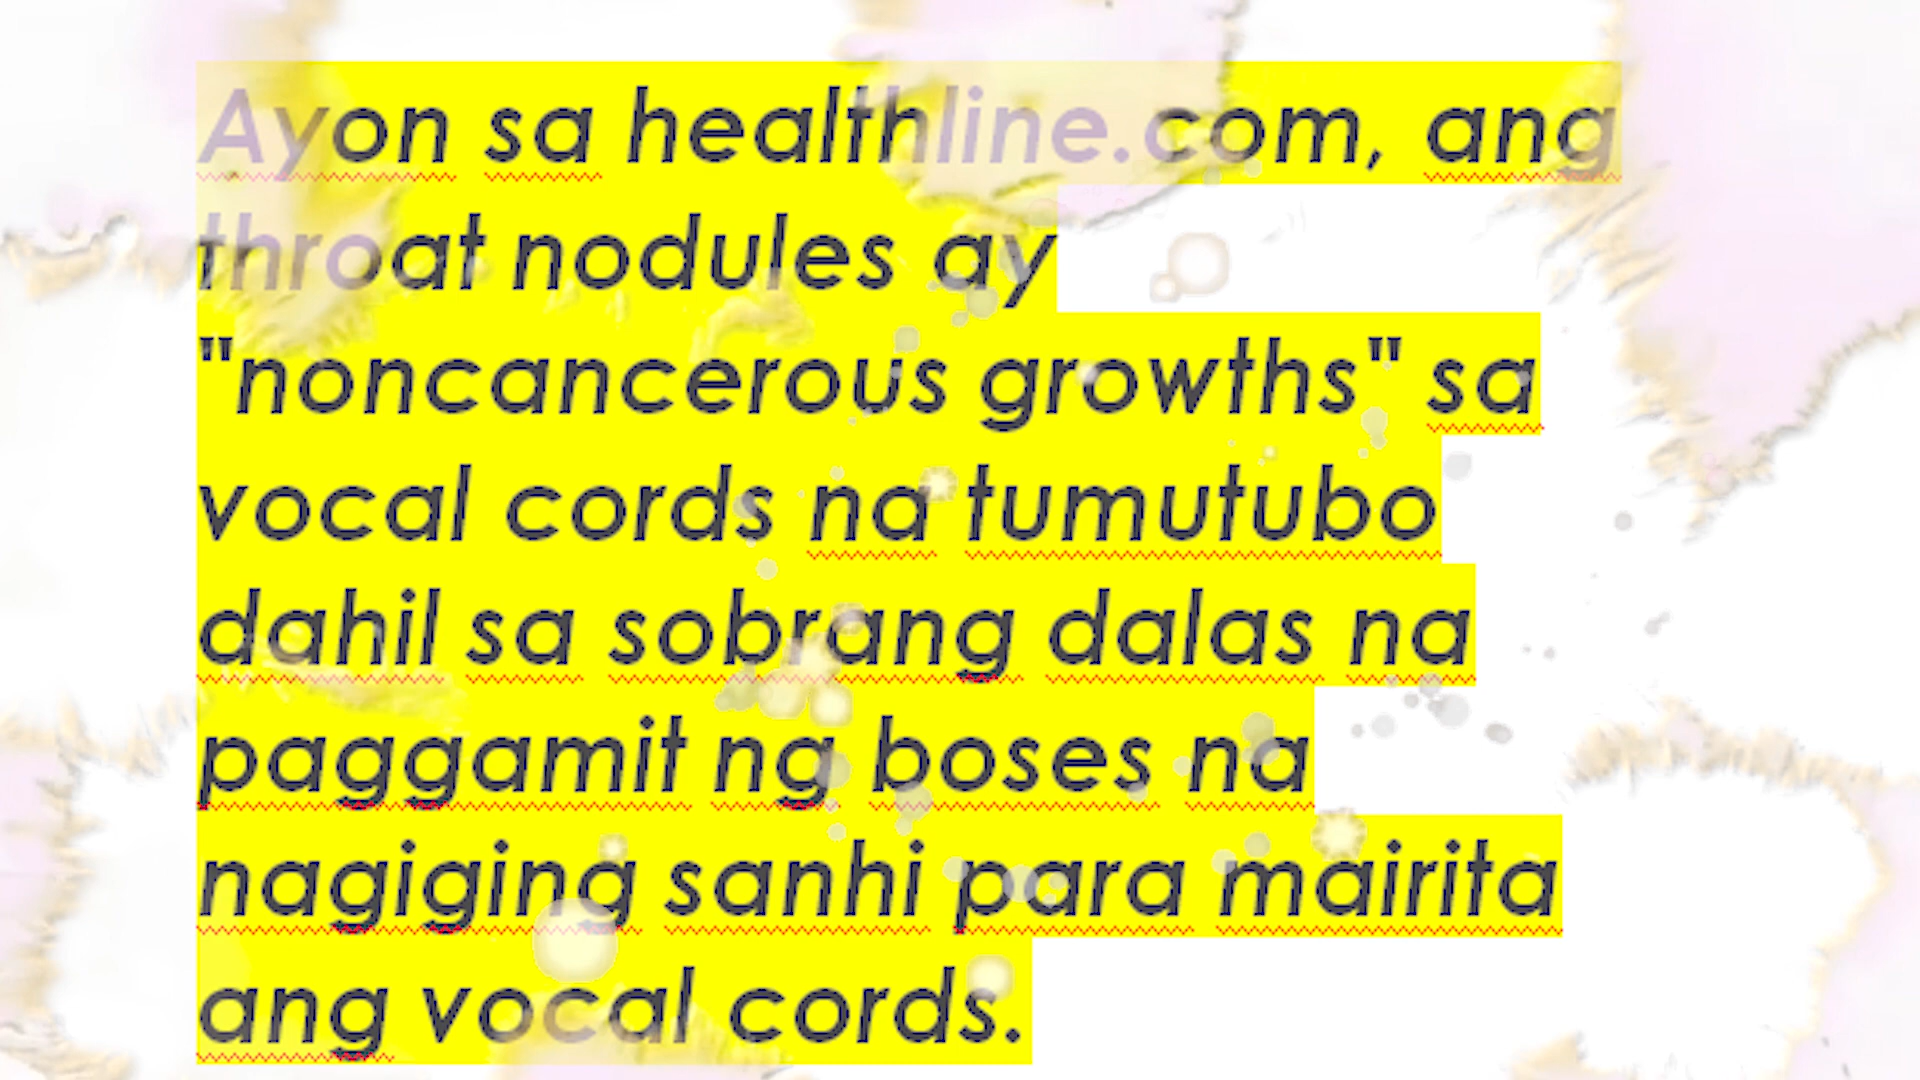 Ayon sa healthline.com, ang
throat nodules ay
"noncancerous growths" sa
vocal cords na tumutubo
dahil sa sobrang dalas na
paggamit ng boses na
nagiging sanhi para mairita
ang vocal cords.